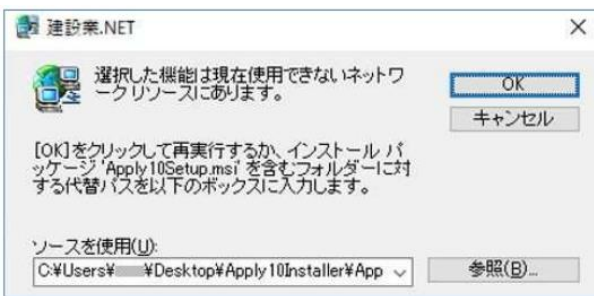 建設業.NET
選択した機能は現在使用できないネットワ
ークリソースにあります。
OK
キャンセル
[OK]をクリックして再実行するか、インストール パ
ッケージ 'Apply10Setup.msi' を含むフォルダーに対
する代替パスを以下のボックスに入力します。
ソースを使用(U):
C:¥Users¥ ¥Desktop¥Apply10Installer¥App
参照(B)...